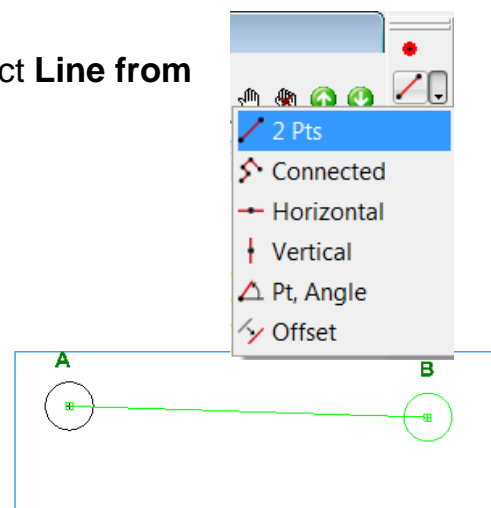 ct Line from
2 Pts
Connected
Horizontal
Vertical
Pt, Angle
Offset
A
B